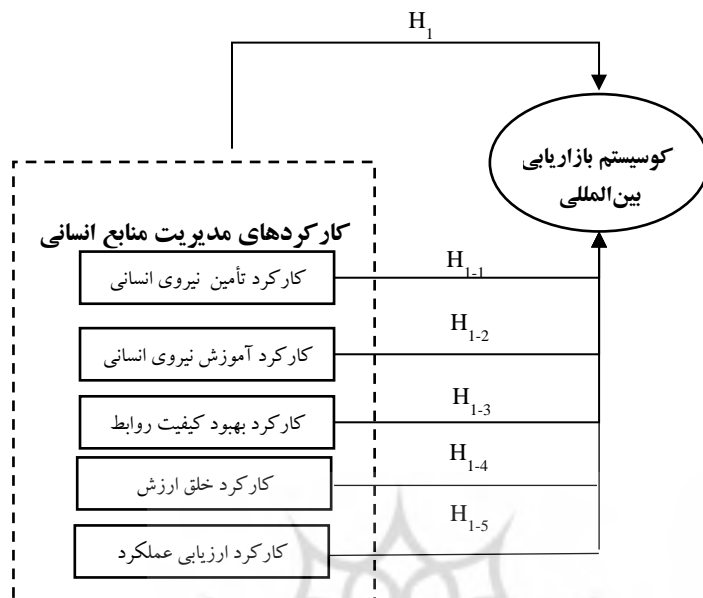 H1
کوسیستم بازاریابی
بین‌المللی
کارکردهای مدیریت منابع انسانی
کارکرد تأمین نیروی انسانی
H1-1
کارکرد آموزش نیروی انسانی
H1-2
کارکرد بهبود کیفیت روابط
H1-3
کارکرد خلق ارزش
H1-4
کارکرد ارزیابی عملکرد
H1-5